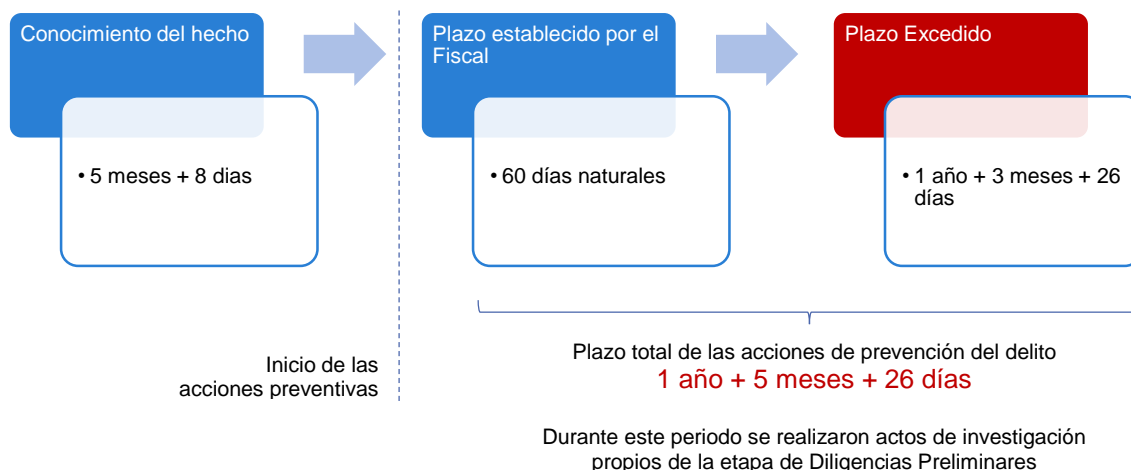 Conocimiento del hecho
• 5 meses + 8 dias
Plazo establecido por el
Fiscal
• 60 días naturales
Plazo Excedido
• 1 año + 3 meses + 26
días
Inicio de las
acciones preventivas
Plazo total de las acciones de prevención del delito
1 año + 5 meses + 26 días
Durante este periodo se realizaron actos de investigación
propios de la etapa de Diligencias Preliminares